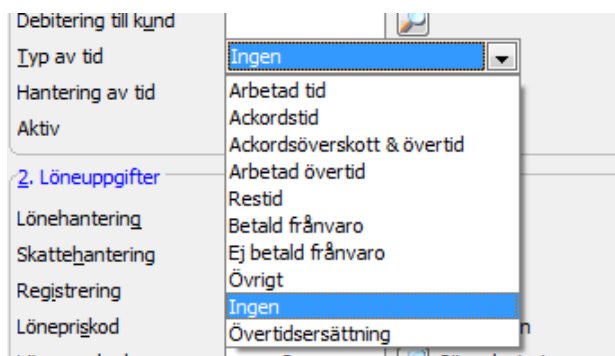 Debitering till kund
Typ av tid Ingen
Hantering av tid Arbetad tid
Ackordstid
Aktiv
Ackordsöverskott & övertid
Arbetad övertid
2. Löneuppgifter
Restid
Lönehantering Betald frånvaro
Skattehantering Ej betald frånvaro
Övrigt
Registrering
Ingen
Lönepriskod Övertidsersättning